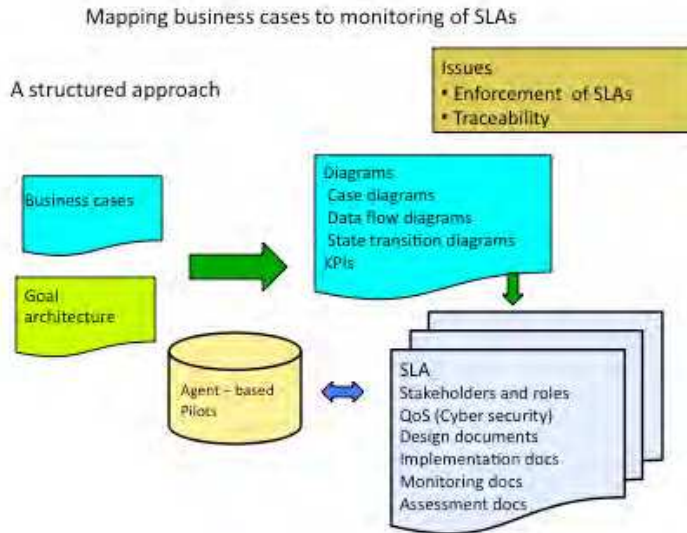 Mapping business cases to monitoring of SLAs
A structured approach
Issues
• Enforcement of SLAs
• Traceability
Business cases
Goal
architecture
Diagrams
Case diagrams
Data flow diagrams
State transition diagrams
KPIs
Agent – based
Pilots
SLA
Stakeholders and roles
QoS (Cyber security)
Design documents
Implementation docs
Monitoring docs
Assessment docs